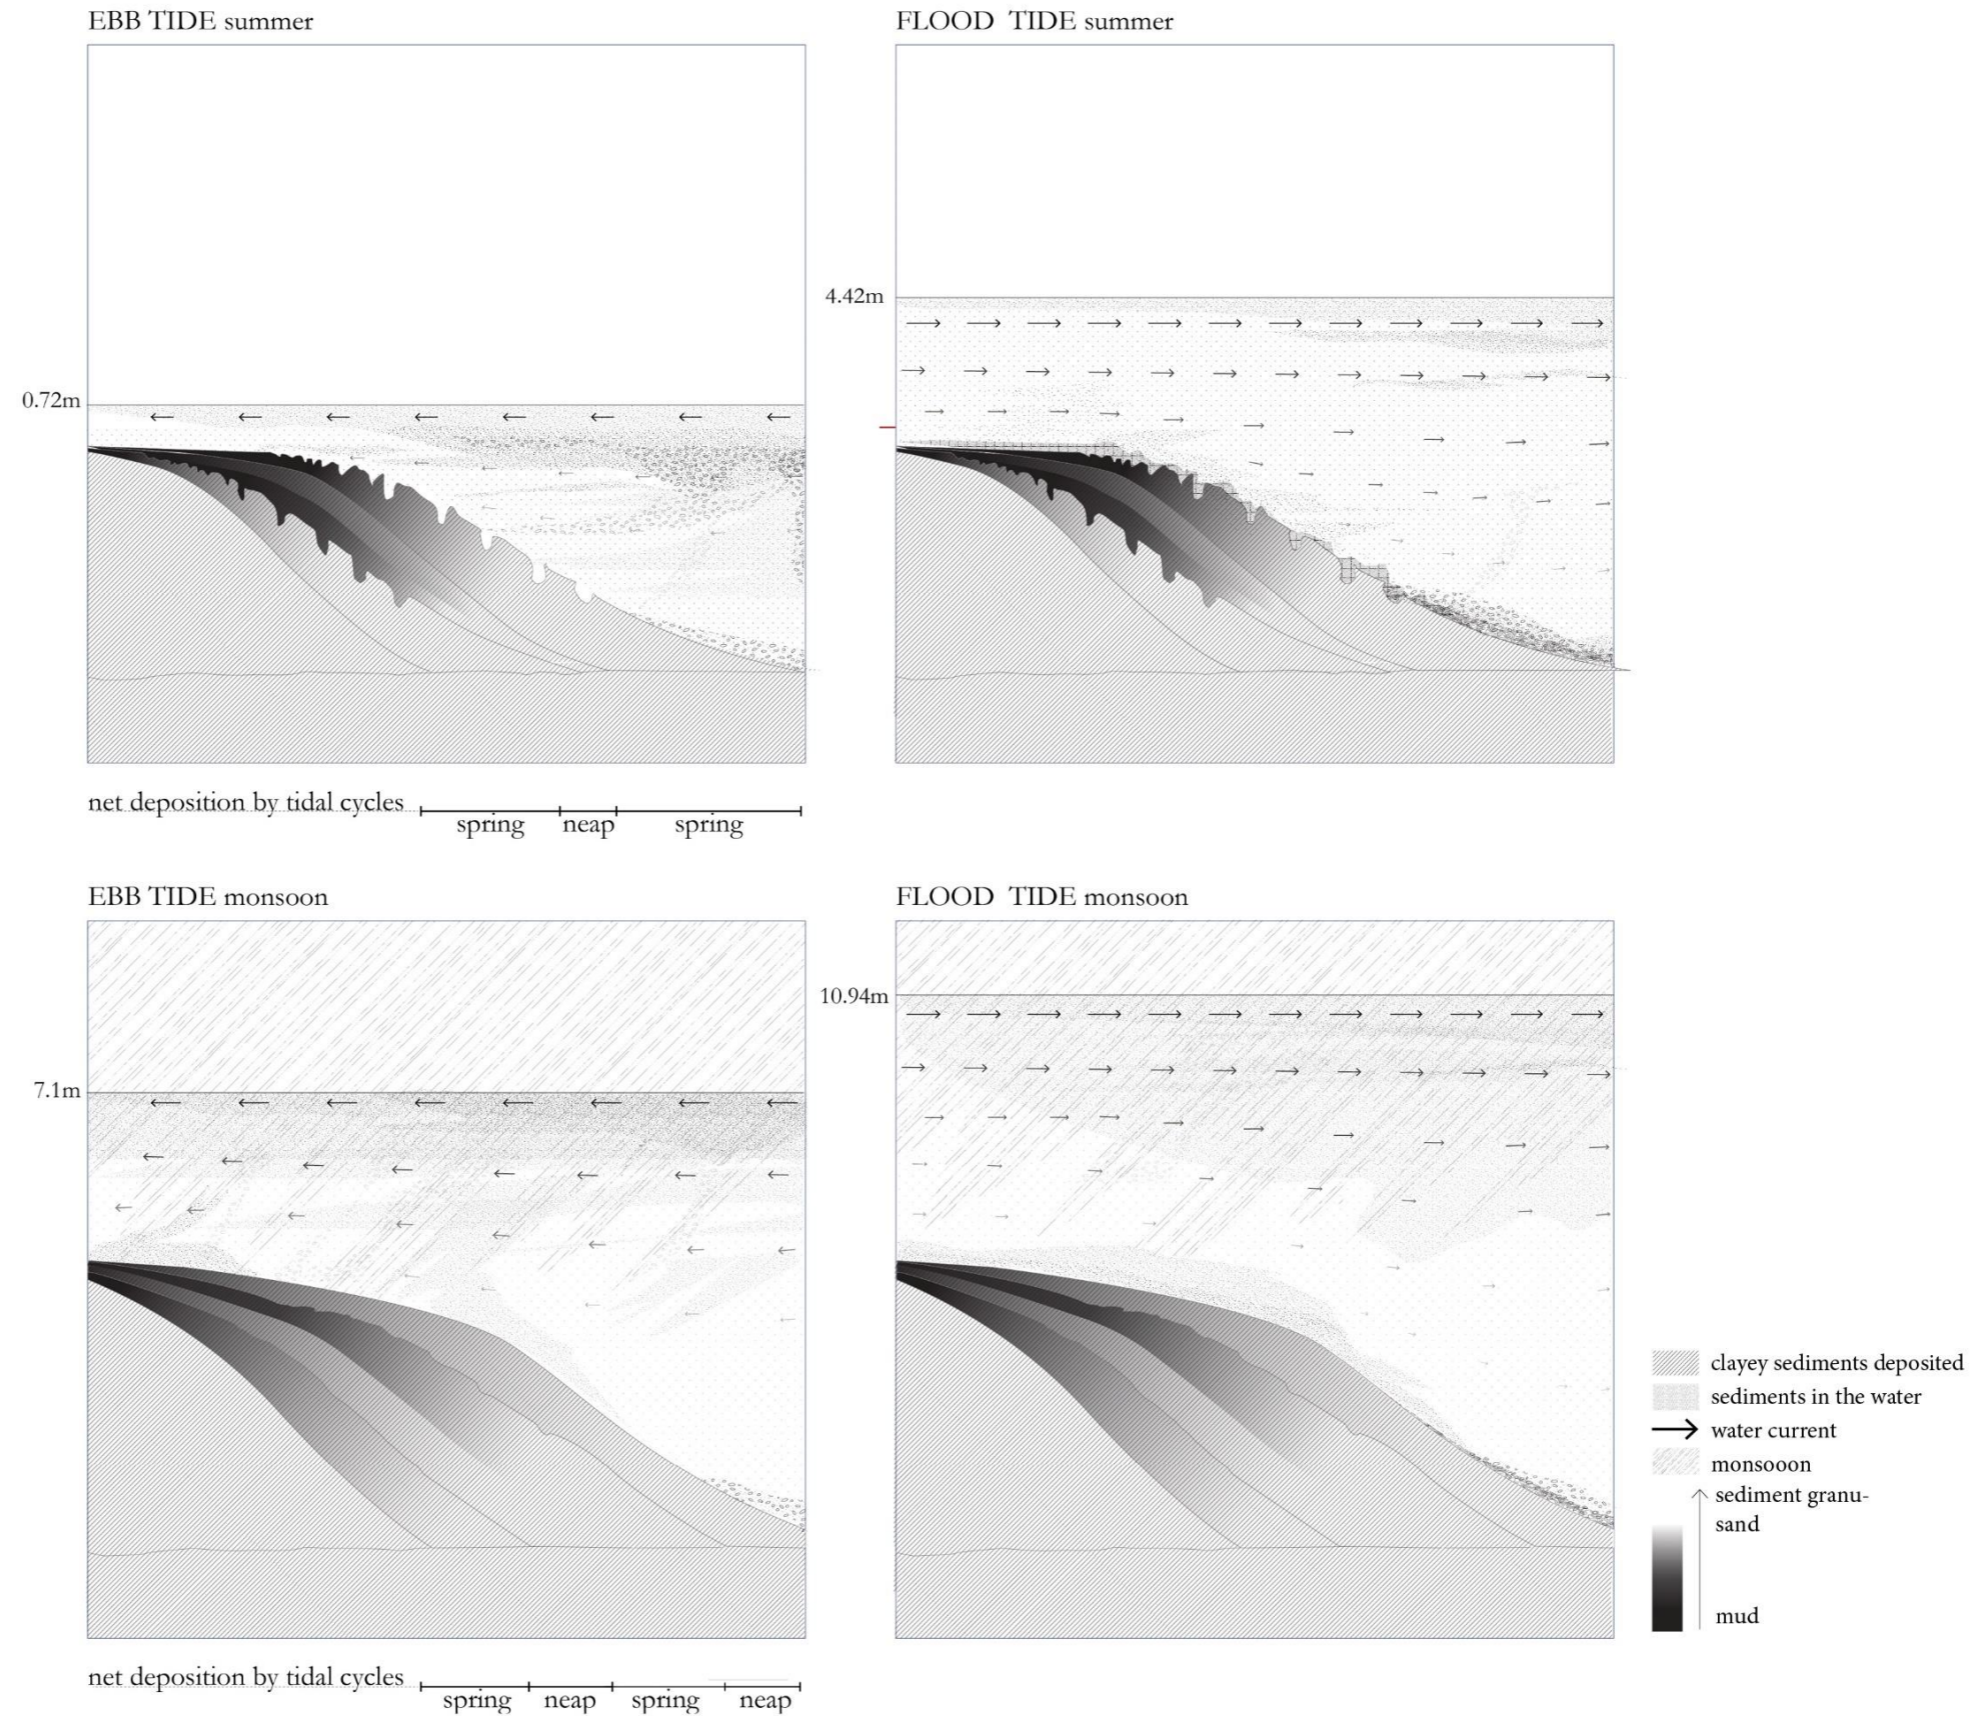 EBB TIDE summer
FLOOD TIDE summer
4.42m
0.72m
net deposition by tidal cycles
spring neap spring
EBB TIDE monsoon
FLOOD TIDE monsoon
10.94m
7.1m
clayey sediments deposited
sediments in the water
water current
monsooon
sediment granu-
sand
mud
net deposition by tidal cycles
spring neap spring neap